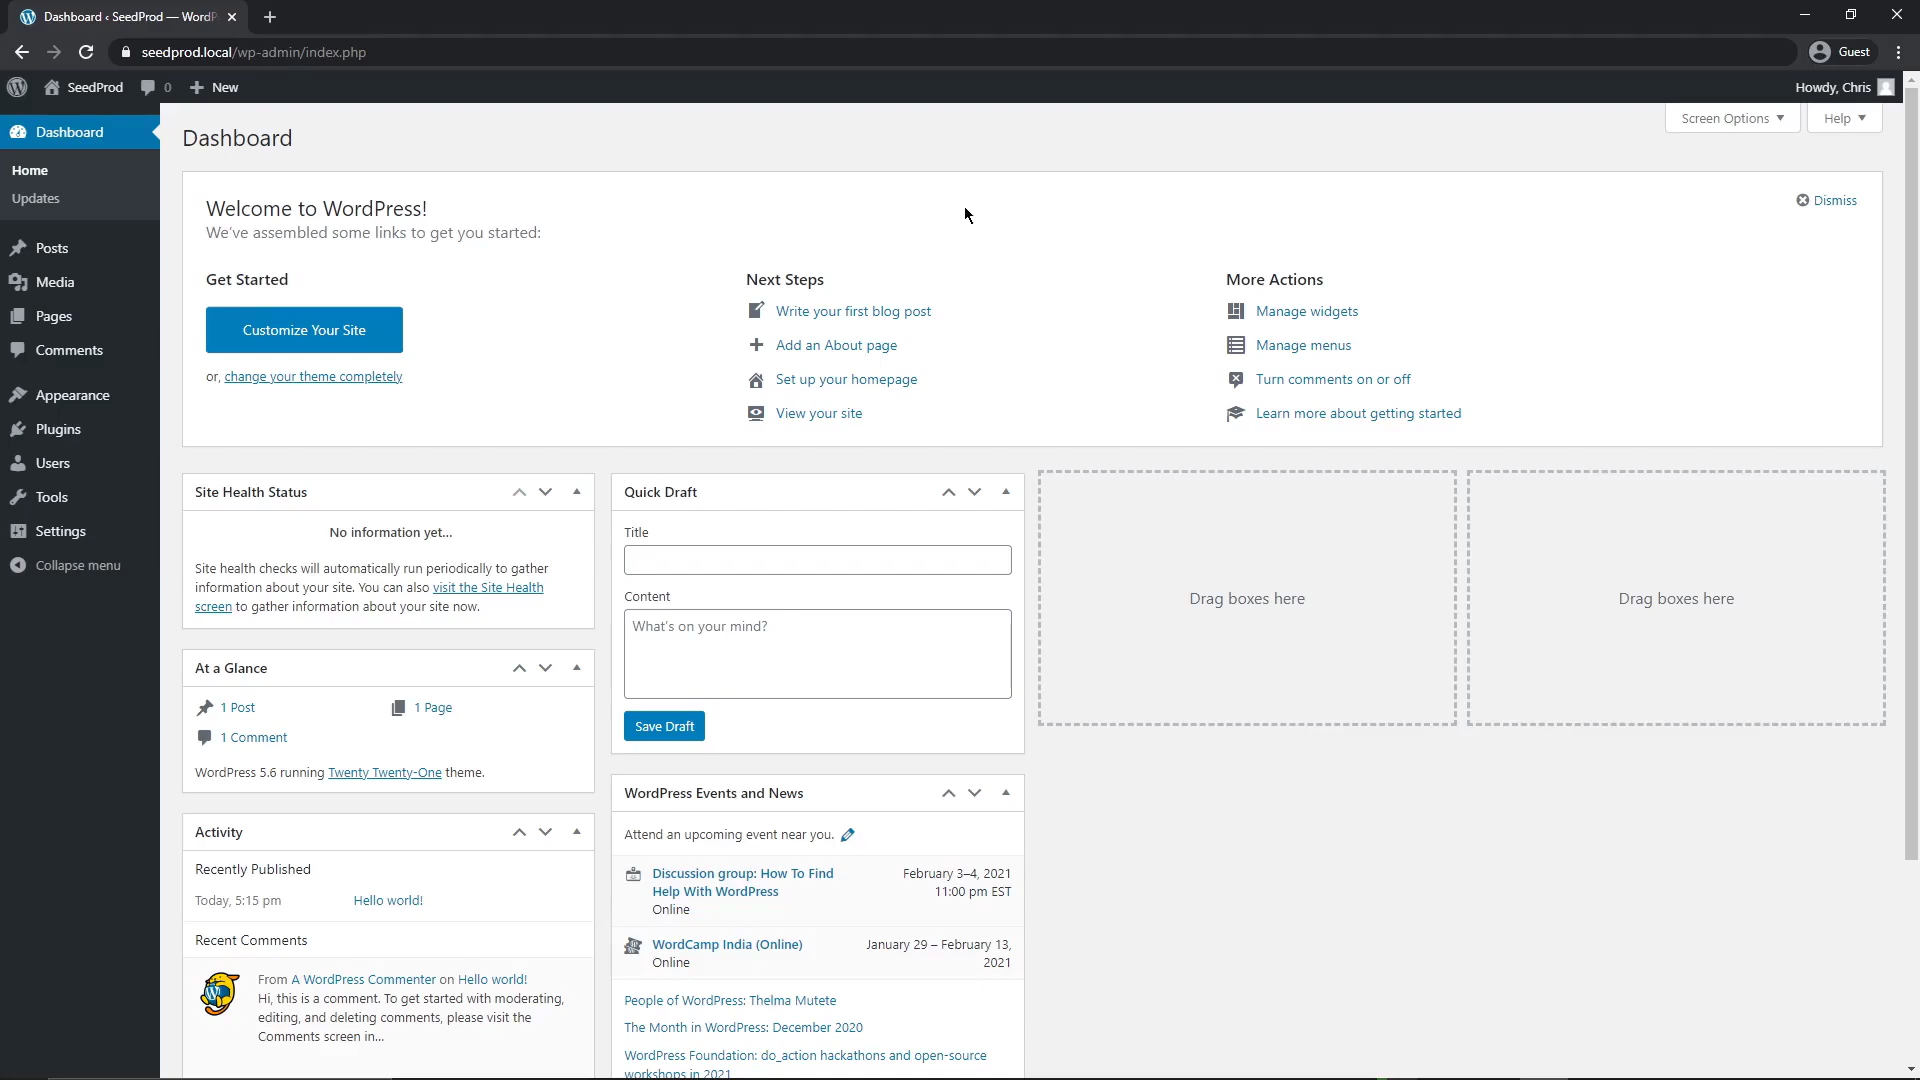 Dashboard ‹ SeedProd — WordP
seedprod.local/wp-admin/index.php
Guest
SeedProd
0
New
Howdy, Chris
Dashboard
Home
Updates
Posts
Media
Pages
Comments
Appearance
Plugins
Users
Tools
Settings
Collapse menu
Dashboard
Screen Options
Help
Welcome to WordPress!
We've assembled some links to get you started:
Dismiss
Get Started
Customize Your Site
or, change your theme completely
Next Steps
Write your first blog post
Add an About page
Set up your homepage
View your site
More Actions
Manage widgets
Manage menus
Turn comments on or off
Learn more about getting started
Site Health Status
No information yet...
Site health checks will automatically run periodically to gather
information about your site. You can also visit the Site Health
screen to gather information about your site now.
At a Glance
1 Post
1 Page
1 Comment
WordPress 5.6 running Twenty Twenty-One theme.
Activity
Recently Published
Today, 5:15 pm
Hello world!
Recent Comments
From A WordPress Commenter on Hello world!
Hi, this is a comment. To get started with moderating,
editing, and deleting comments, please visit the
Comments screen in...
Quick Draft
Title
Content
What's on your mind?
Save Draft
WordPress Events and News
Attend an upcoming event near you.
Discussion group: How To Find
Help With WordPress
Online
February 3–4, 2021
11:00 pm EST
WordCamp India (Online)
Online
January 29 – February 13,
2021
People of WordPress: Thelma Mutete
The Month in WordPress: December 2020
WordPress Foundation: do_action hackathons and open-source
workshops in 2021
Drag boxes here
Drag boxes here